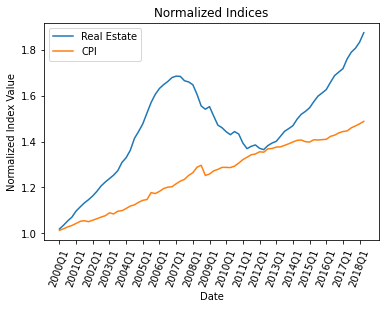 Normalized Indices
Real Estate
CPI
Normalized Index Value
1.8
1.6
1.4
1.2
1.0
2000Q1
2001Q1
2002Q1
2003Q1
2004Q1
2005Q1
2006Q1
2007Q1
2008Q1
2009Q1
2010Q1
2011Q1
2012Q1
2013Q1
2014Q1
2015Q1
2016Q1
2017Q1
2018Q1
Date